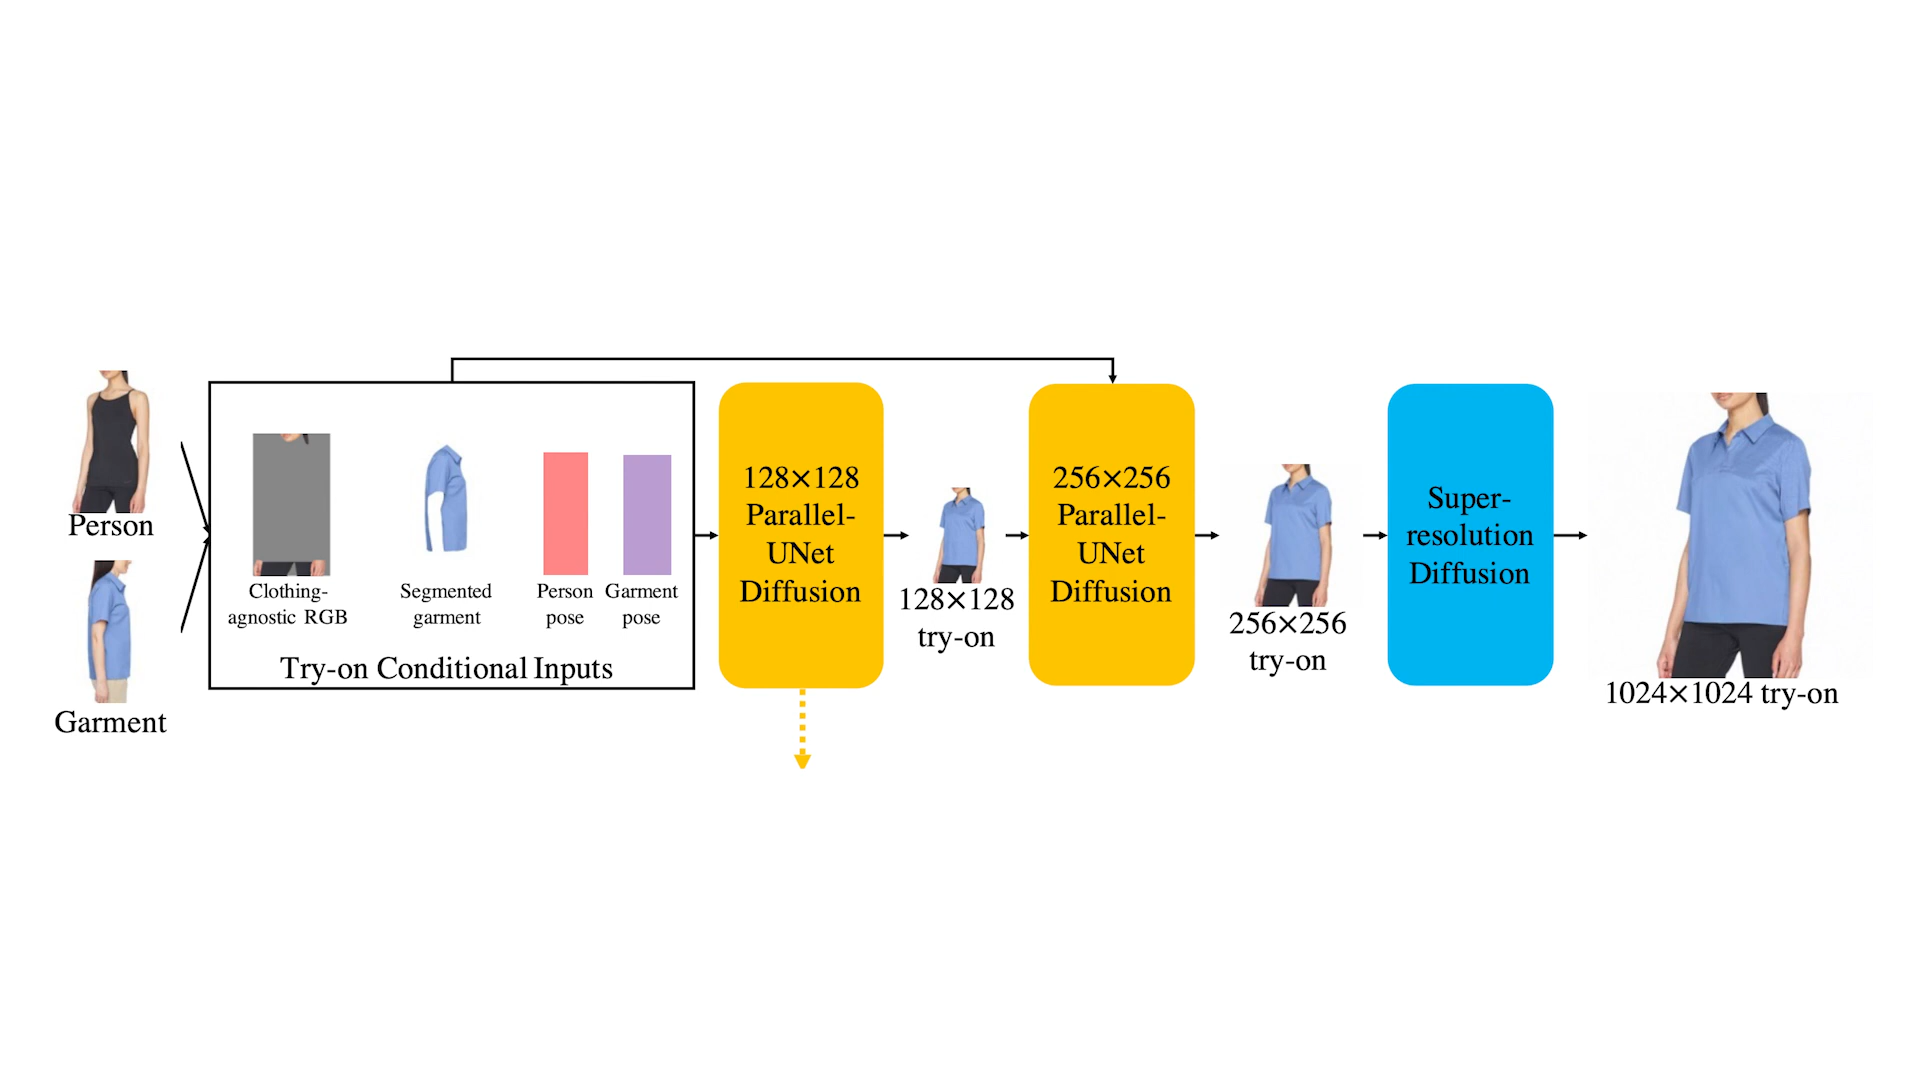 Person
Garment
Clothing-
agnostic RGB
Segmented
garment
Person
pose
Garment
pose
Try-on Conditional Inputs
128×128
Parallel-
UNet
Diffusion
128×128
try-on
256×256
Parallel-
UNet
Diffusion
256×256
try-on
Super-
resolution
Diffusion
1024×1024 try-on